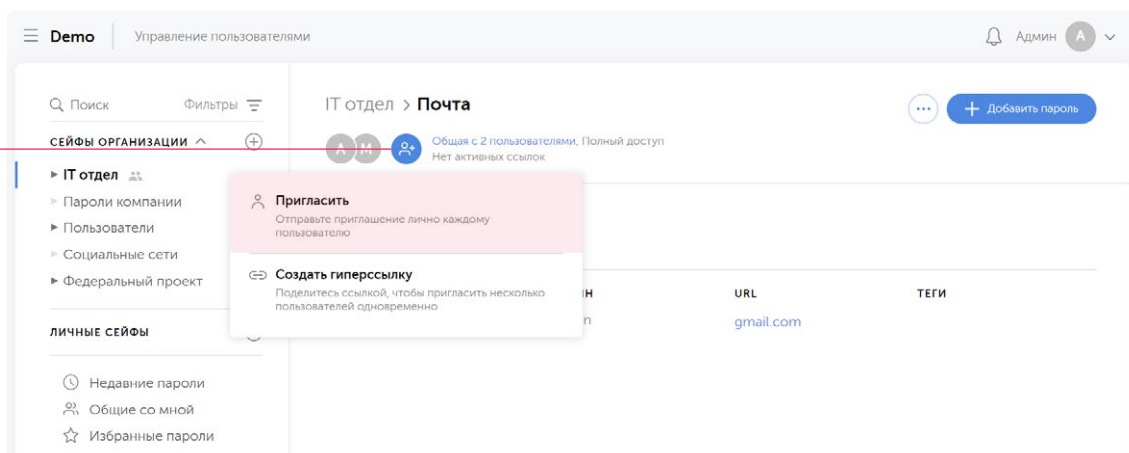 Demo
Управление пользователями
Админ
A
Поиск
Фильтры
IT отдел > Почта
Добавить пароль
СЕЙФЫ ОРГАНИЗАЦИИ
A M
Общая с 2 пользователями, Полный доступ
Нет активных ссылок
IT отдел
Пароли компании
Пользователи
Социальные сети
Федеральный проект
Пригласить
Отправьте приглашение лично каждому
пользователю
Создать гиперссылку
Поделитесь ссылкой, чтобы пригласить несколько
пользователей одновременно
URL
ТЕГИ
gmail.com
ЛИЧНЫЕ СЕЙФЫ
Недавние пароли
Общие со мной
Избранные пароли